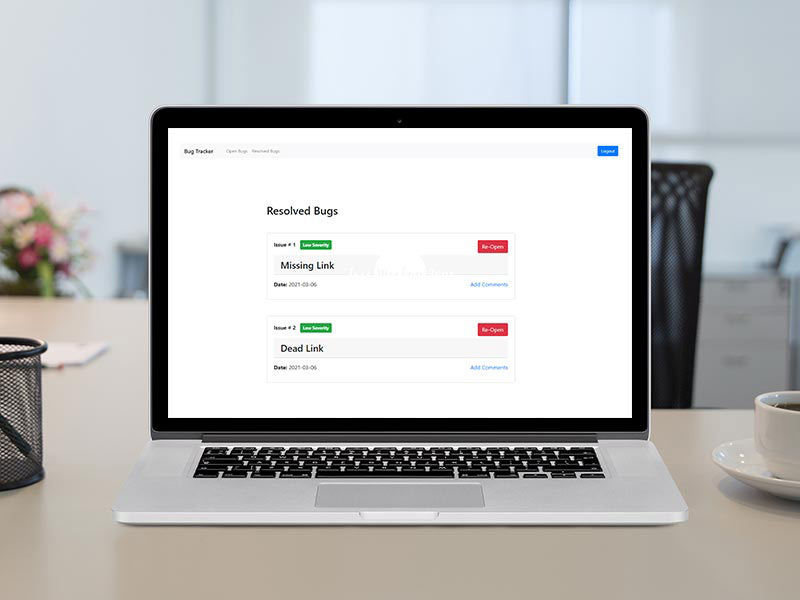 Bug Tracker Open Bugs Resolved Bugs Logout
Resolved Bugs
Issue # 1 Low Severity Re-Open
Missing Link
Date: 2021-03-06 Add Comments
Issue # 2 Low Severity Re-Open
Dead Link
Date: 2021-03-06 Add Comments